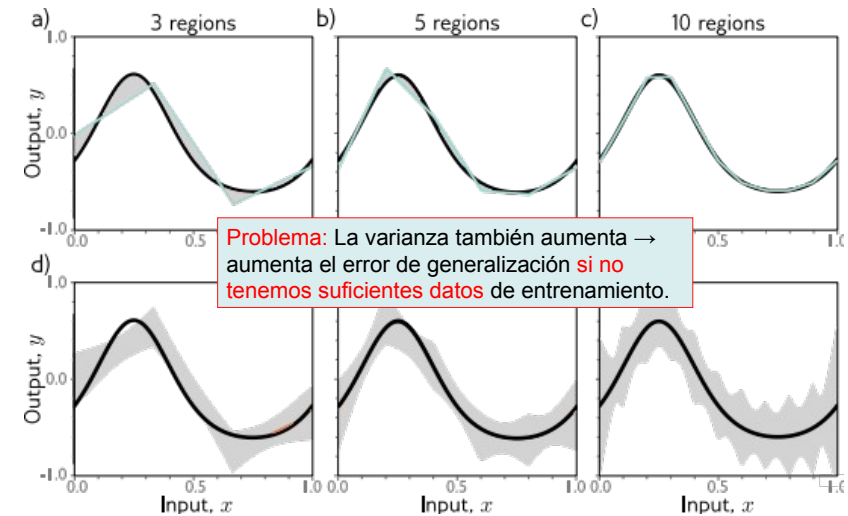 a) 3 regions
b) 5 regions
c) 10 regions
1.0
Output, y
0.0
-1.0
0.0 0.5 1.0
Problema: La varianza también aumenta →
aumenta el error de generalización si no
tenemos suficientes datos de entrenamiento.
d)
1.0
Output, y
0.0
-1.0
0.0 0.5 1.0 0.0 0.5 1.0 0.0 0.5 1.0
Input, x Input, x Input, x